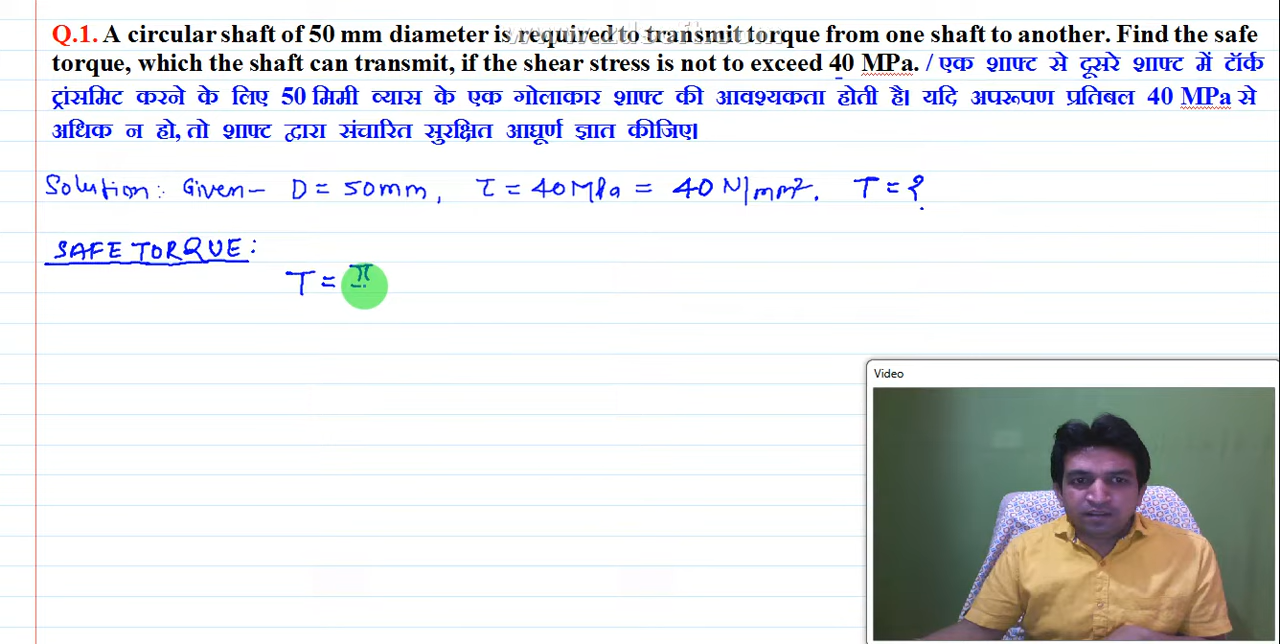 Q.1. A circular shaft of 50 mm diameter is required to transmit torque from one shaft to another. Find the safe
torque, which the shaft can transmit, if the shear stress is not to exceed 40 MPa. / एक शाफ्ट से दूसरे शाफ्ट में टॉर्क
ट्रांसमिट करने के लिए 50 मिमी व्यास के एक गोलाकार शाफ्ट की आवश्यकता होती है। यदि अपरूपण प्रतिबल 40 MPa से
अधिक न हो, तो शाफ्ट द्वारा संचारित सुरक्षित आघूर्ण ज्ञात कीजिए।
Solution: Given- D = 50mm, τ = 40 MPa = 40 N/mm². T = ?
SAFE TORQUE:
T = π
Video